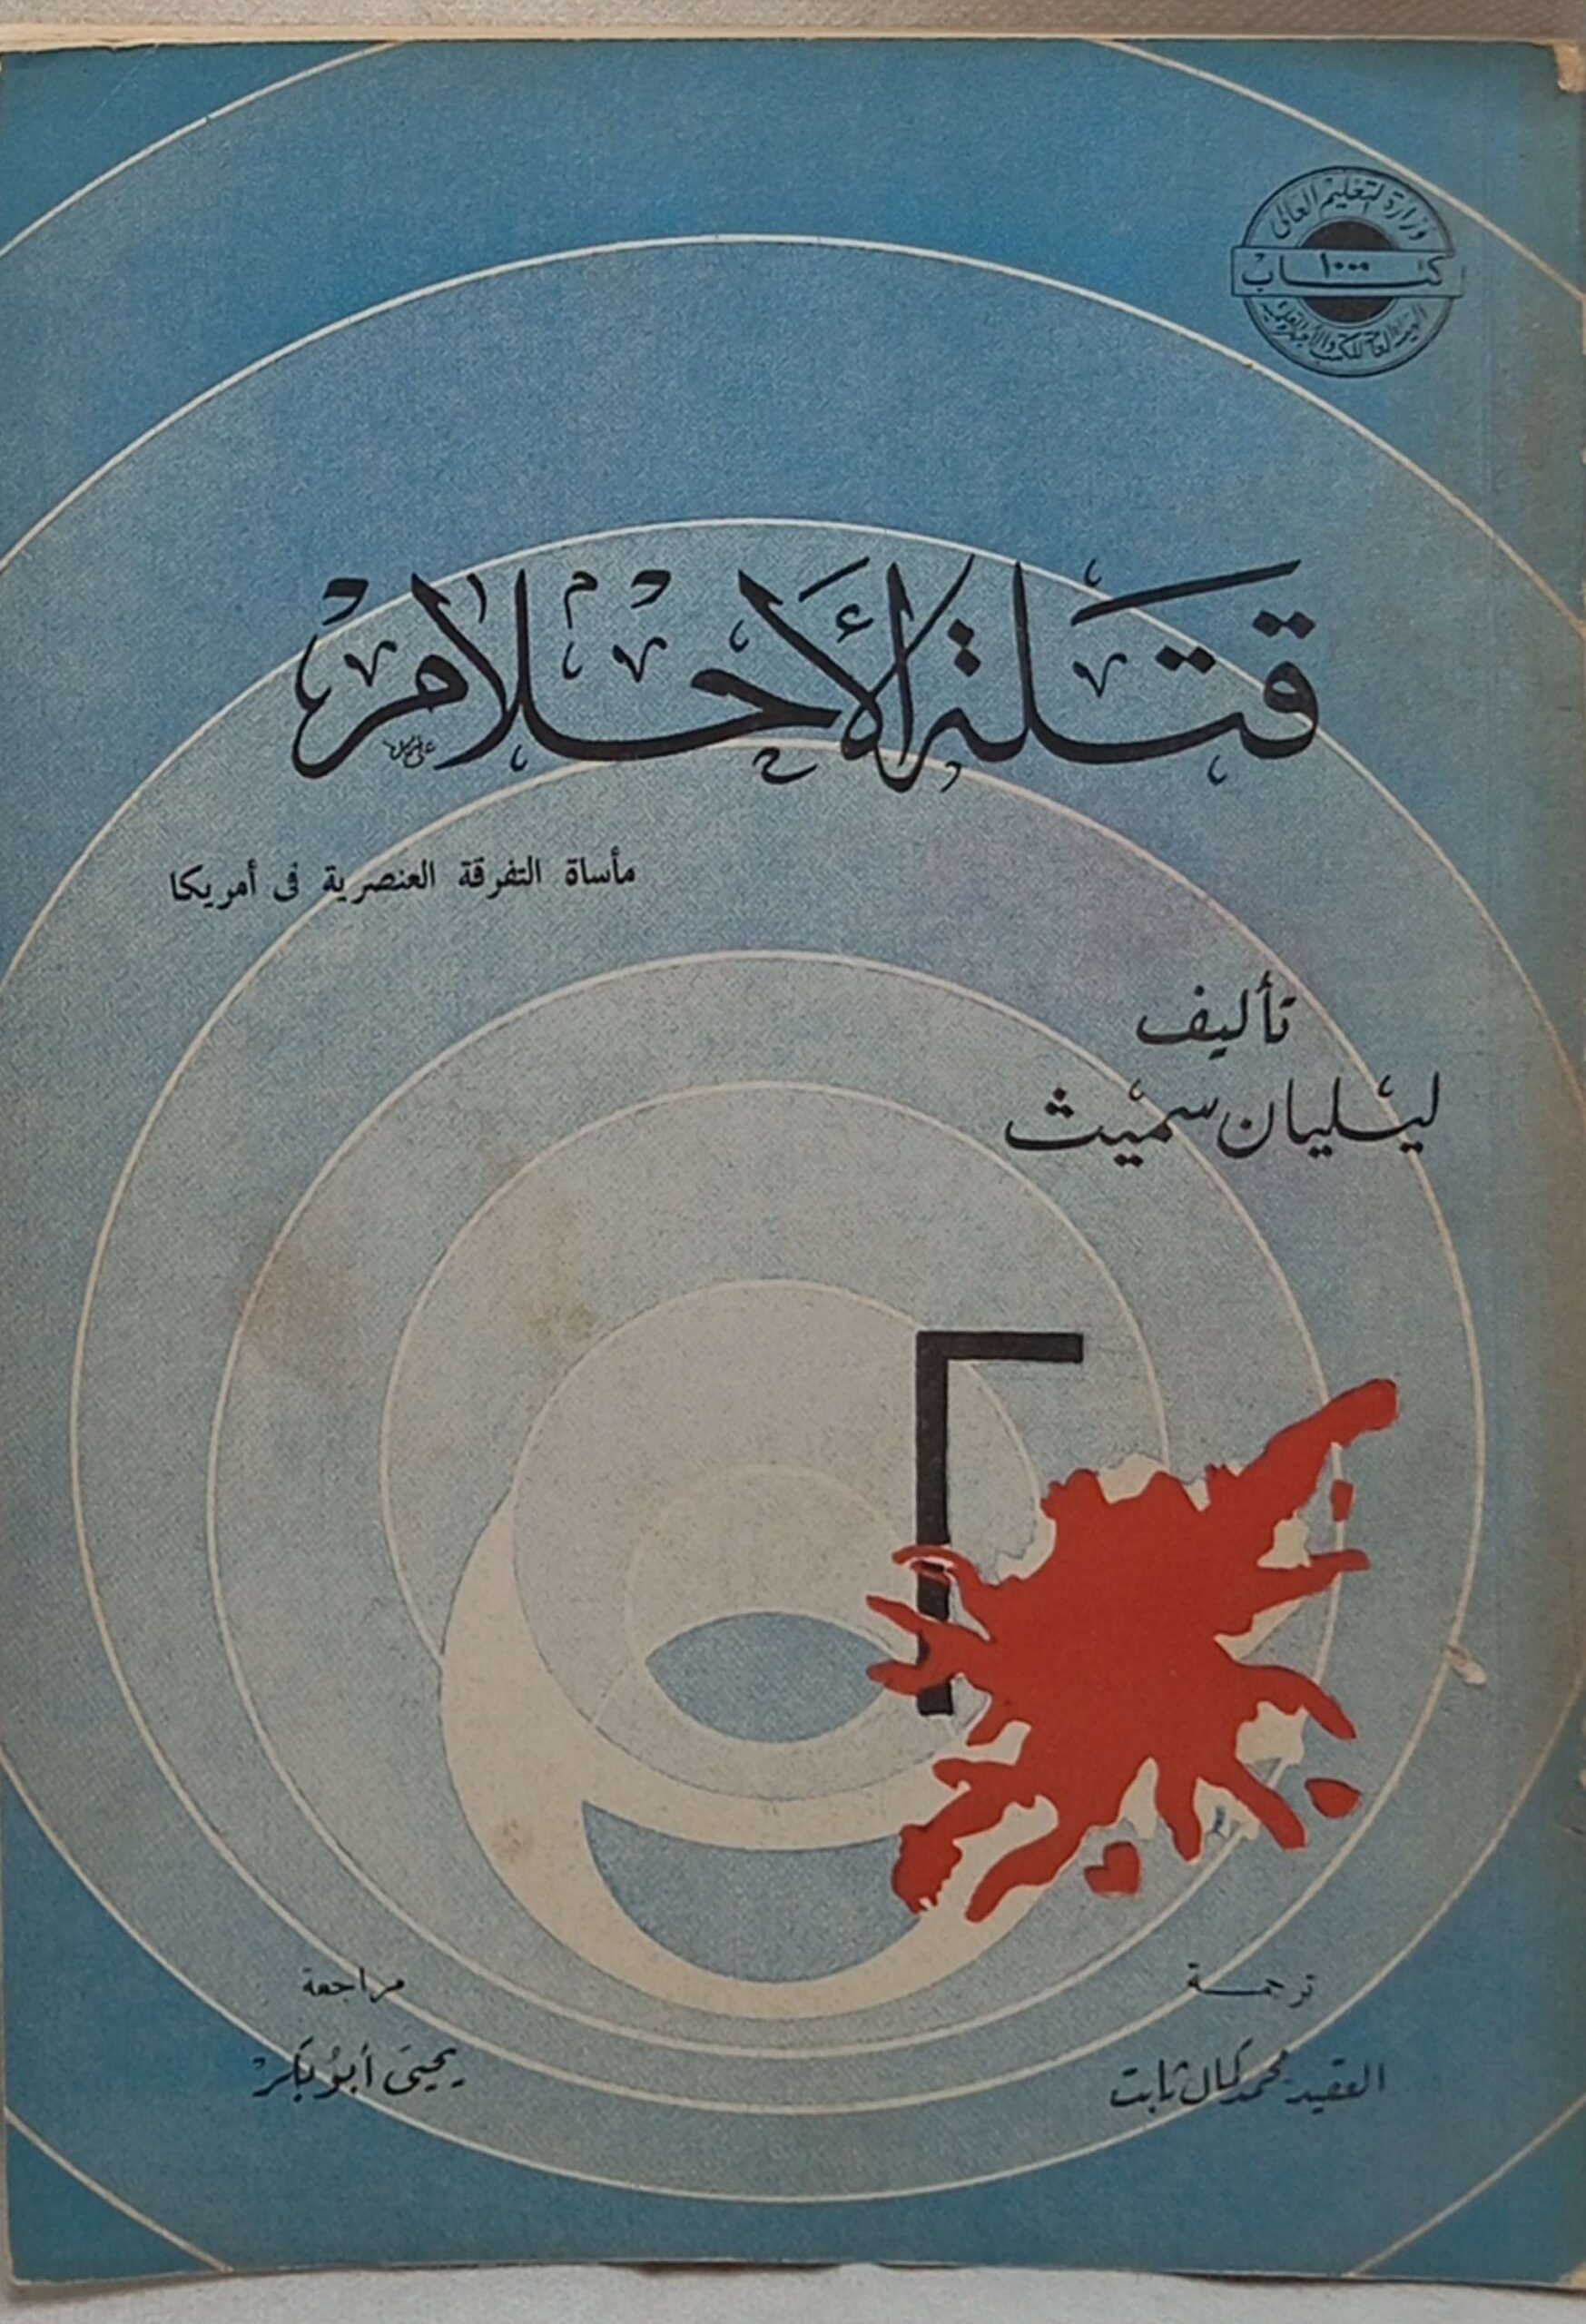 وزارة التعليم العالى
١٠٠٠
كتاب
قتلة الأحلام
مأساة التفرقة العنصرية فى أمريكا
تأليف
ليليان سميث
ترجمة
العقيد محمد كمال ثابت
مراجعة
يحيى أبو بكر